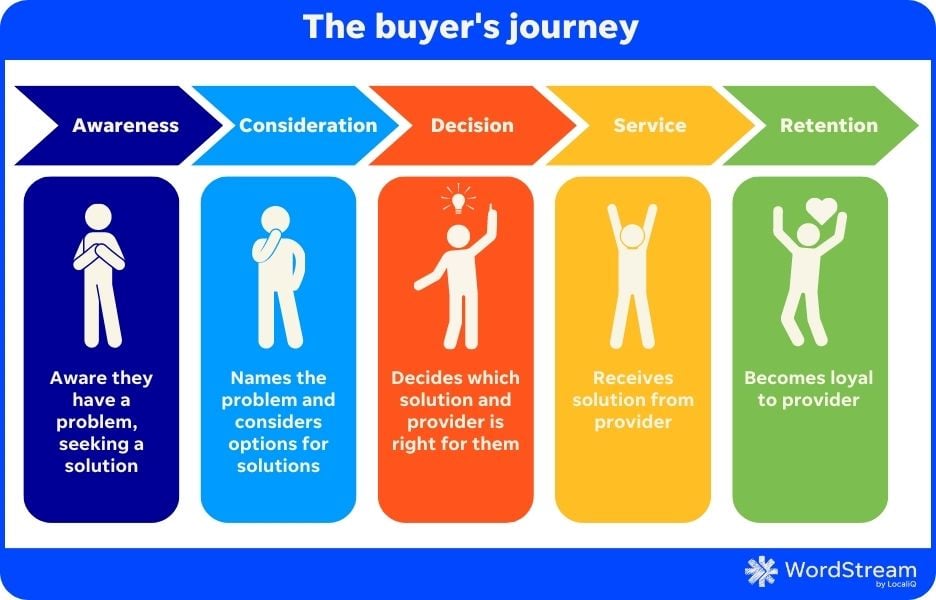 The buyer's journey
Awareness
Consideration
Decision
Service
Retention
Aware they
have a
problem,
seeking a
solution
Names the
problem and
considers
options for
solutions
Decides which
solution and
provider is
right for them
Receives
solution from
provider
Becomes loyal
to provider
WordStream
by LocaliQ